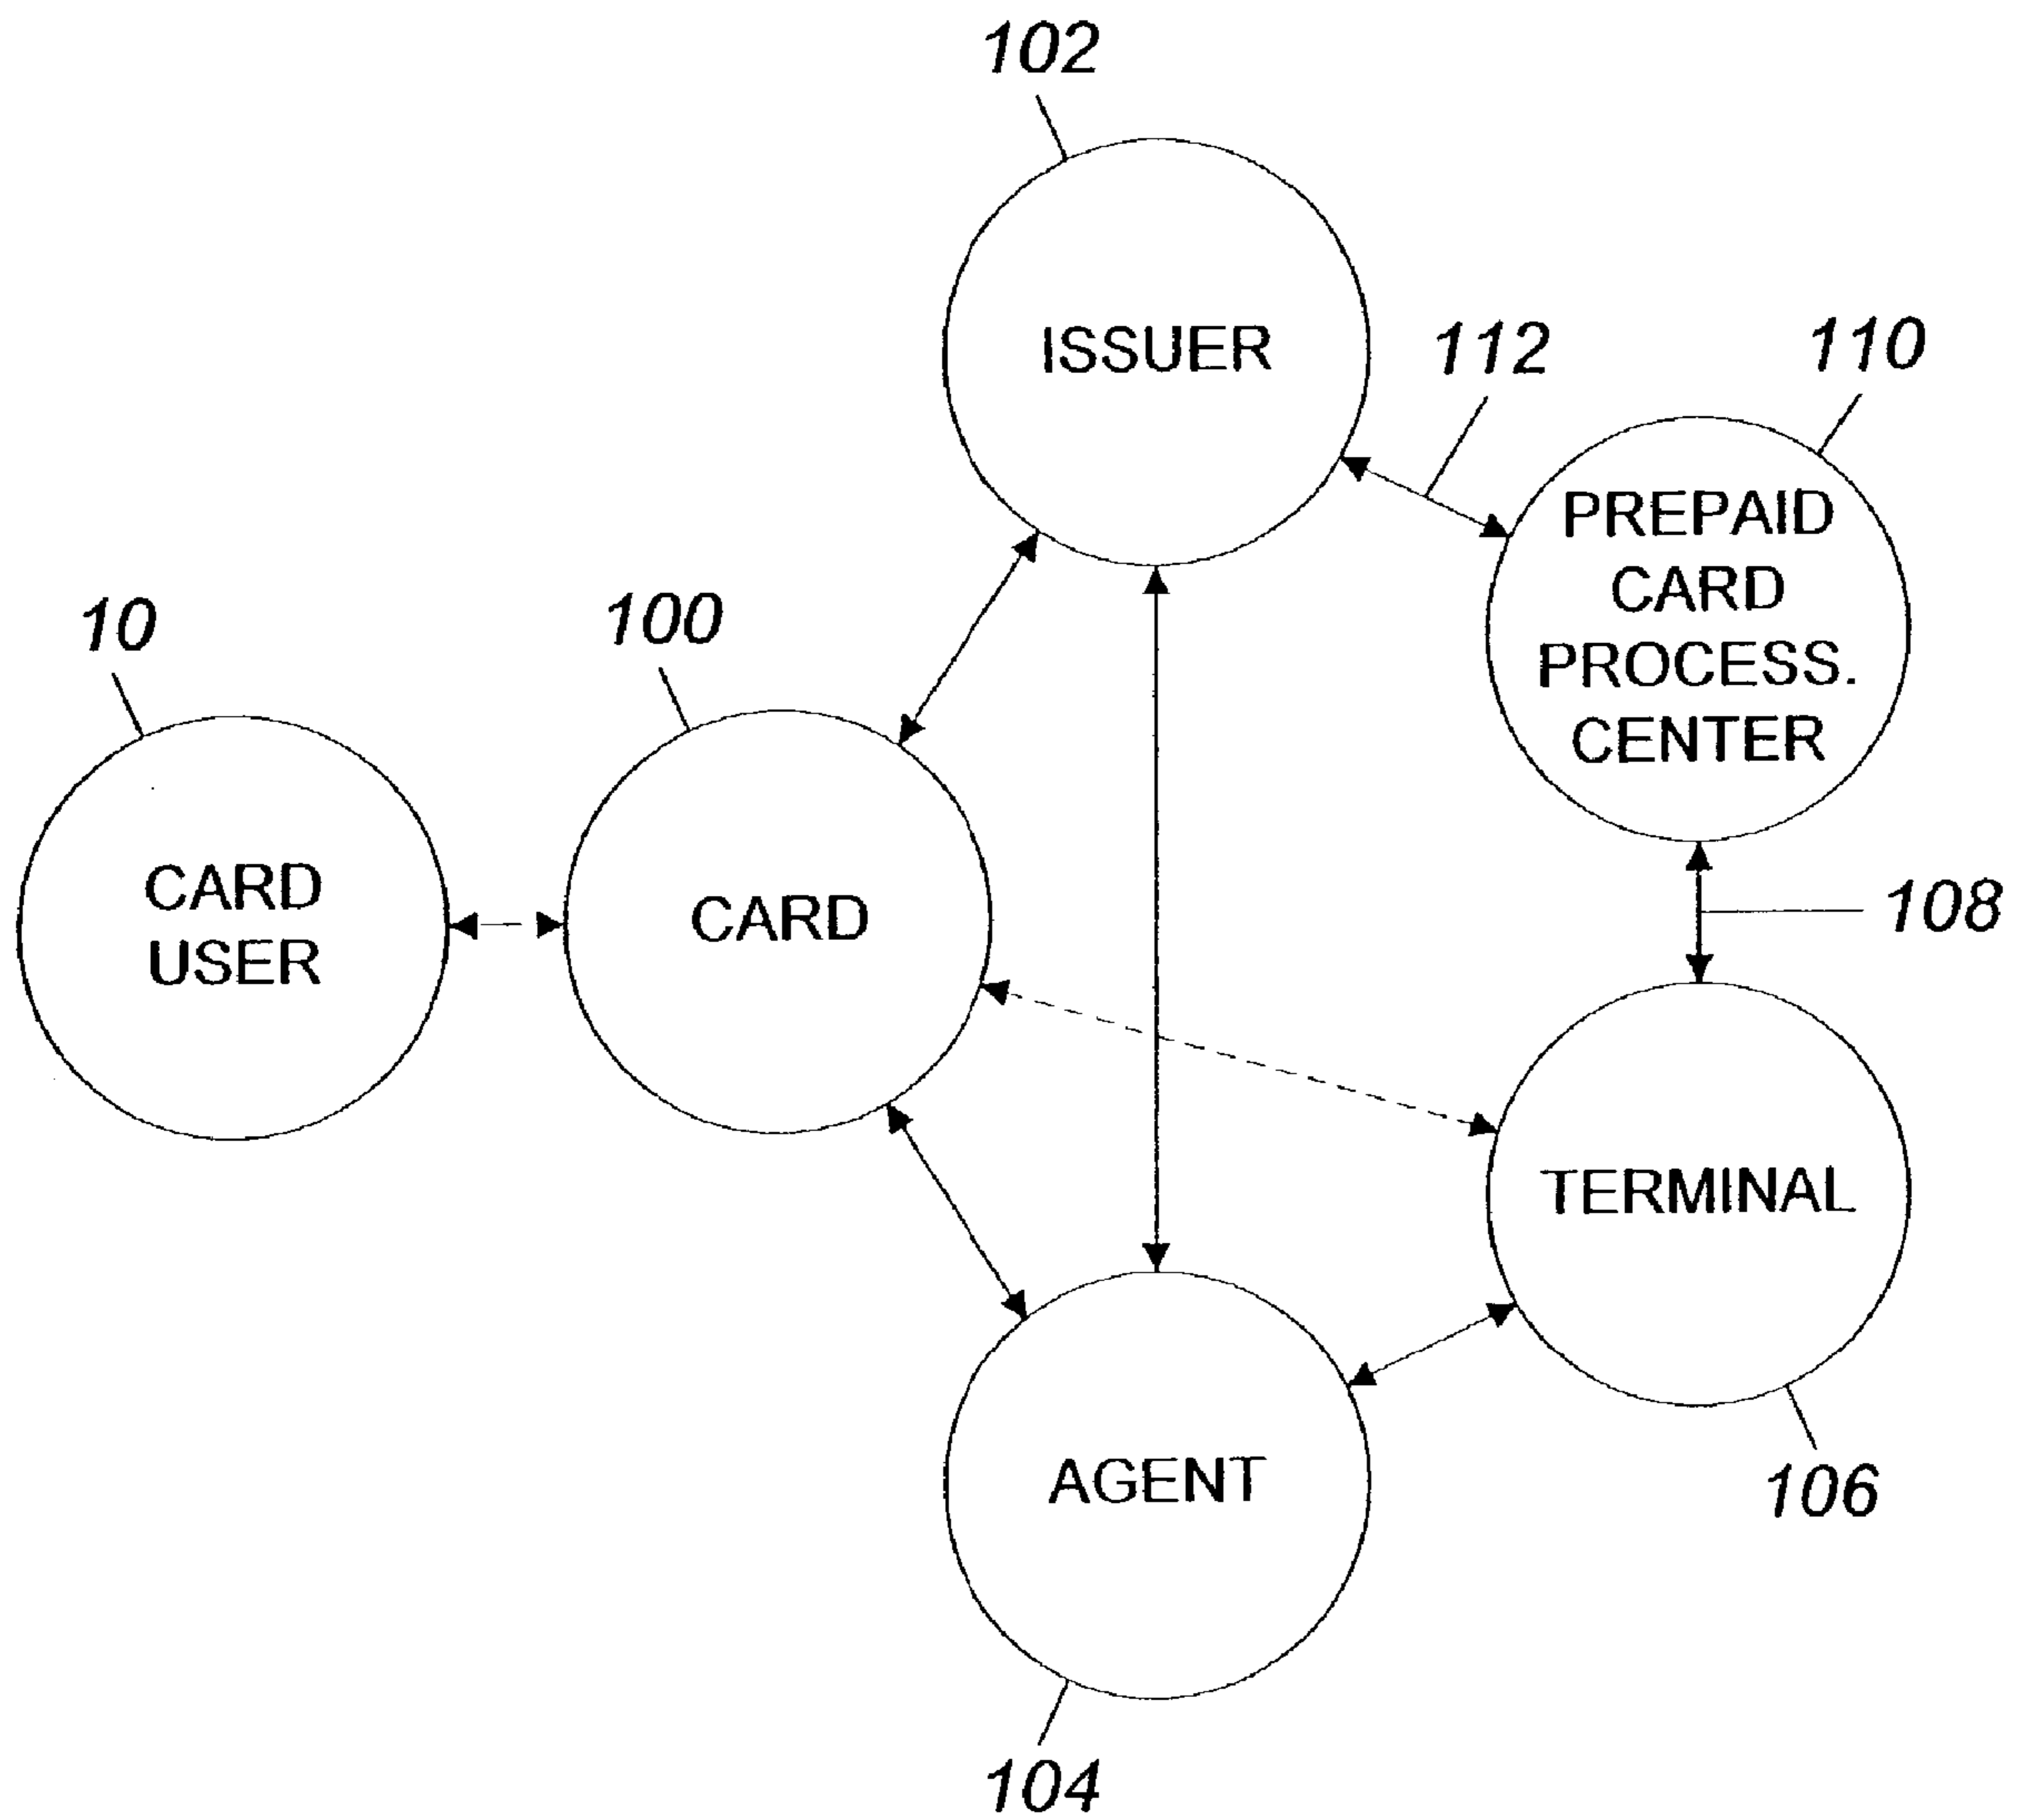 102
ISSUER
112
110
PREPAID
CARD
PROCESS.
CENTER
10
100
CARD
USER
CARD
108
TERMINAL
106
AGENT
104